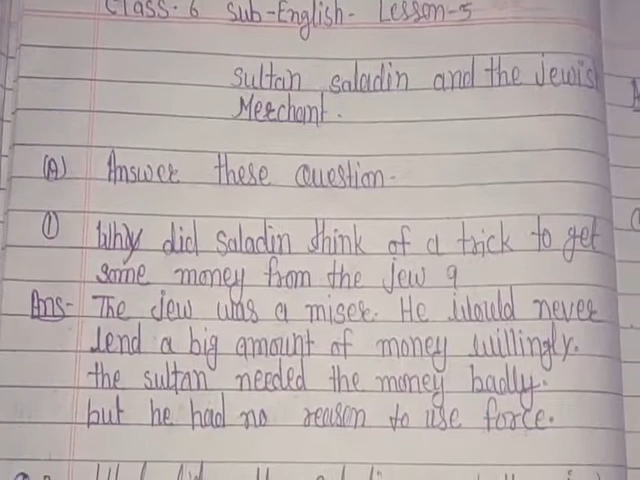 Class-6 Sub-English- Lesson-5
Sultan saladin and the Jewis
Merchant.
(A) Answer these question-
① Why did saladin think of a trick to get
some money from the jew ?
Ans- The jew was a miser. He would never
lend a big amount of money willingly.
the sultan needed the money badly.
but he had no reason to use force.